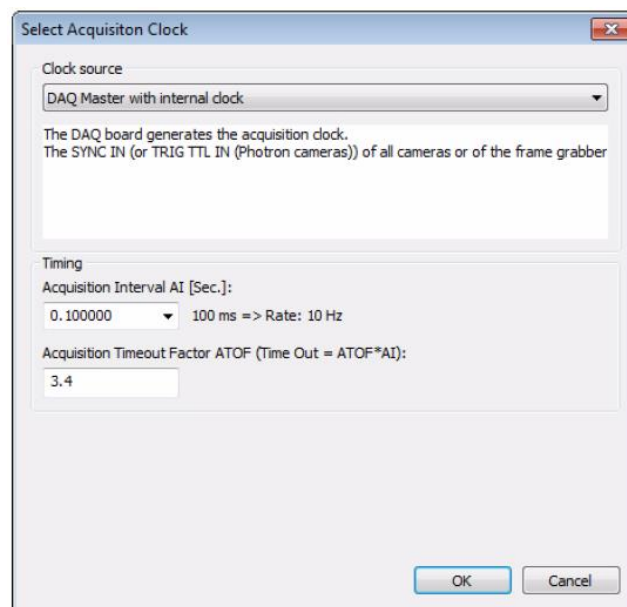 Select Acquisiton Clock
Clock source
DAQ Master with internal clock
The DAQ board generates the acquisition clock.
The SYNC IN (or TRIG TTL IN (Photron cameras)) of all cameras or of the frame grabber
Timing
Acquisition Interval AI [Sec.]:
0.100000 100 ms => Rate: 10 Hz
Acquisition Timeout Factor ATOF (Time Out = ATOF*AI):
3.4
OK Cancel